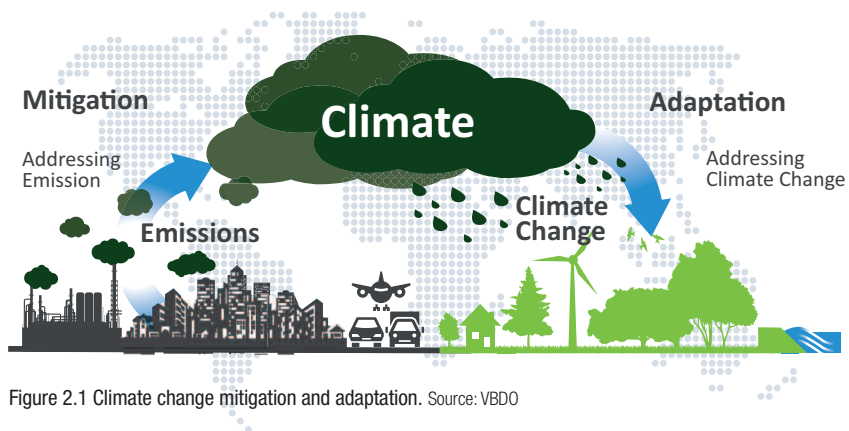 Mitigation
Addressing
Emission
Emissions
Climate
Climate
Change
Adaptation
Addressing
Climate Change
Figure 2.1 Climate change mitigation and adaptation. Source: VBDO